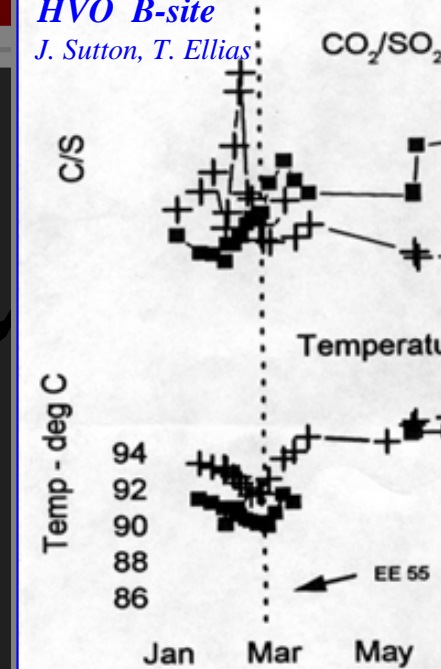 HVO B-site
J. Sutton, T. Ellias
CO2/SO2
C/S
Temperatu
Temp - deg C
94
92
90
88
86
EE 55
Jan Mar May